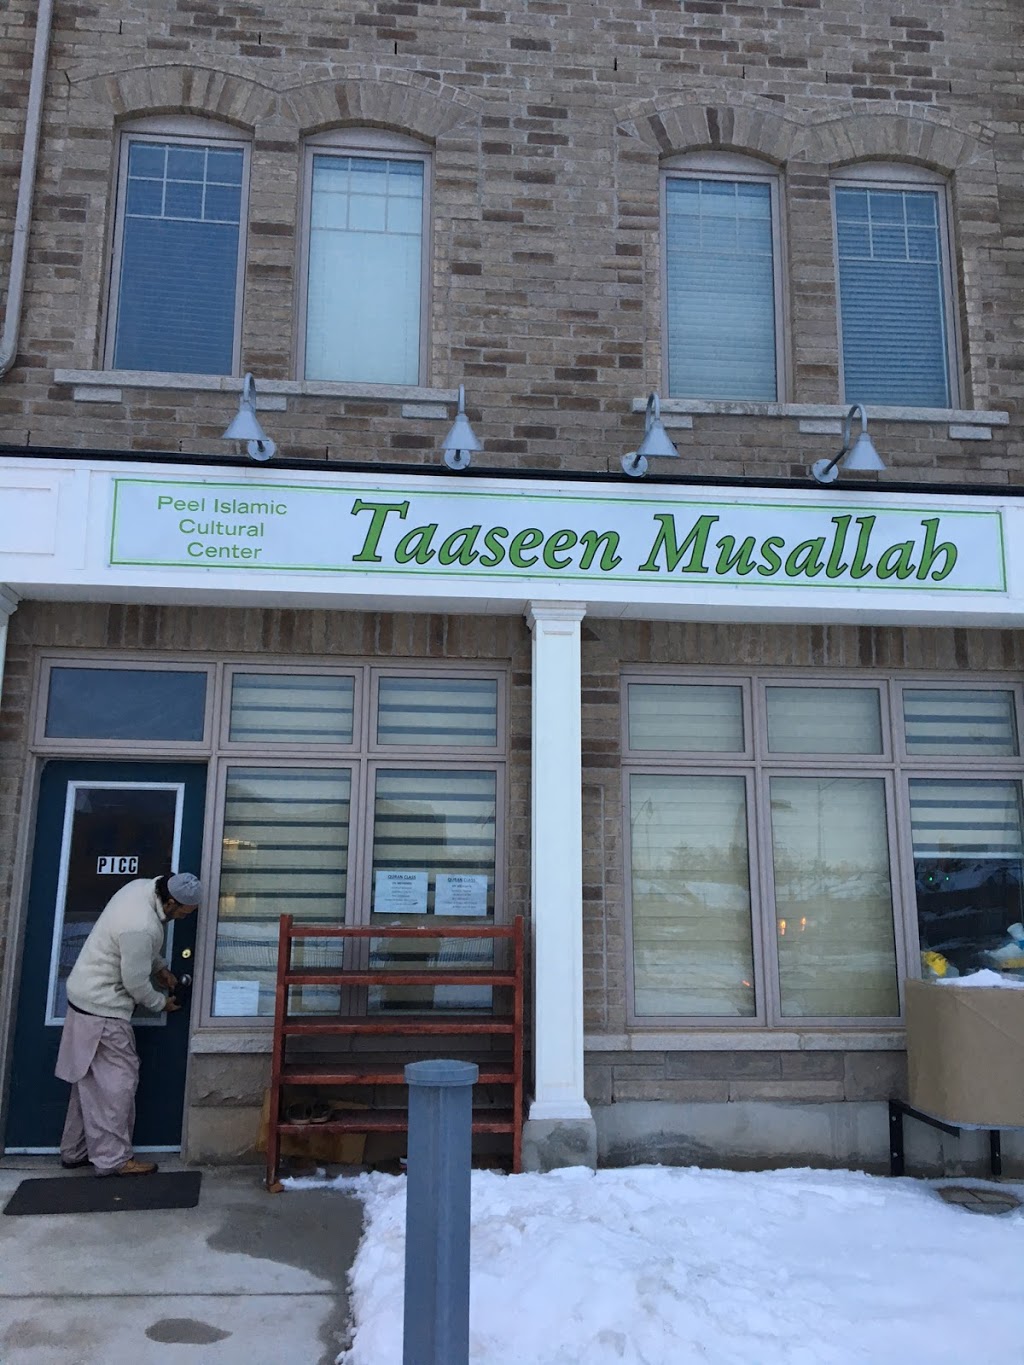 Peel Islamic
Cultural
Center
Taaseen Musallah
PICC
QURAN CLASS
QURAN CLASS